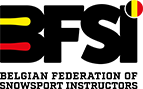 BFSI
BELGIAN FEDERATION OF
SNOWSPORT INSTRUCTORS